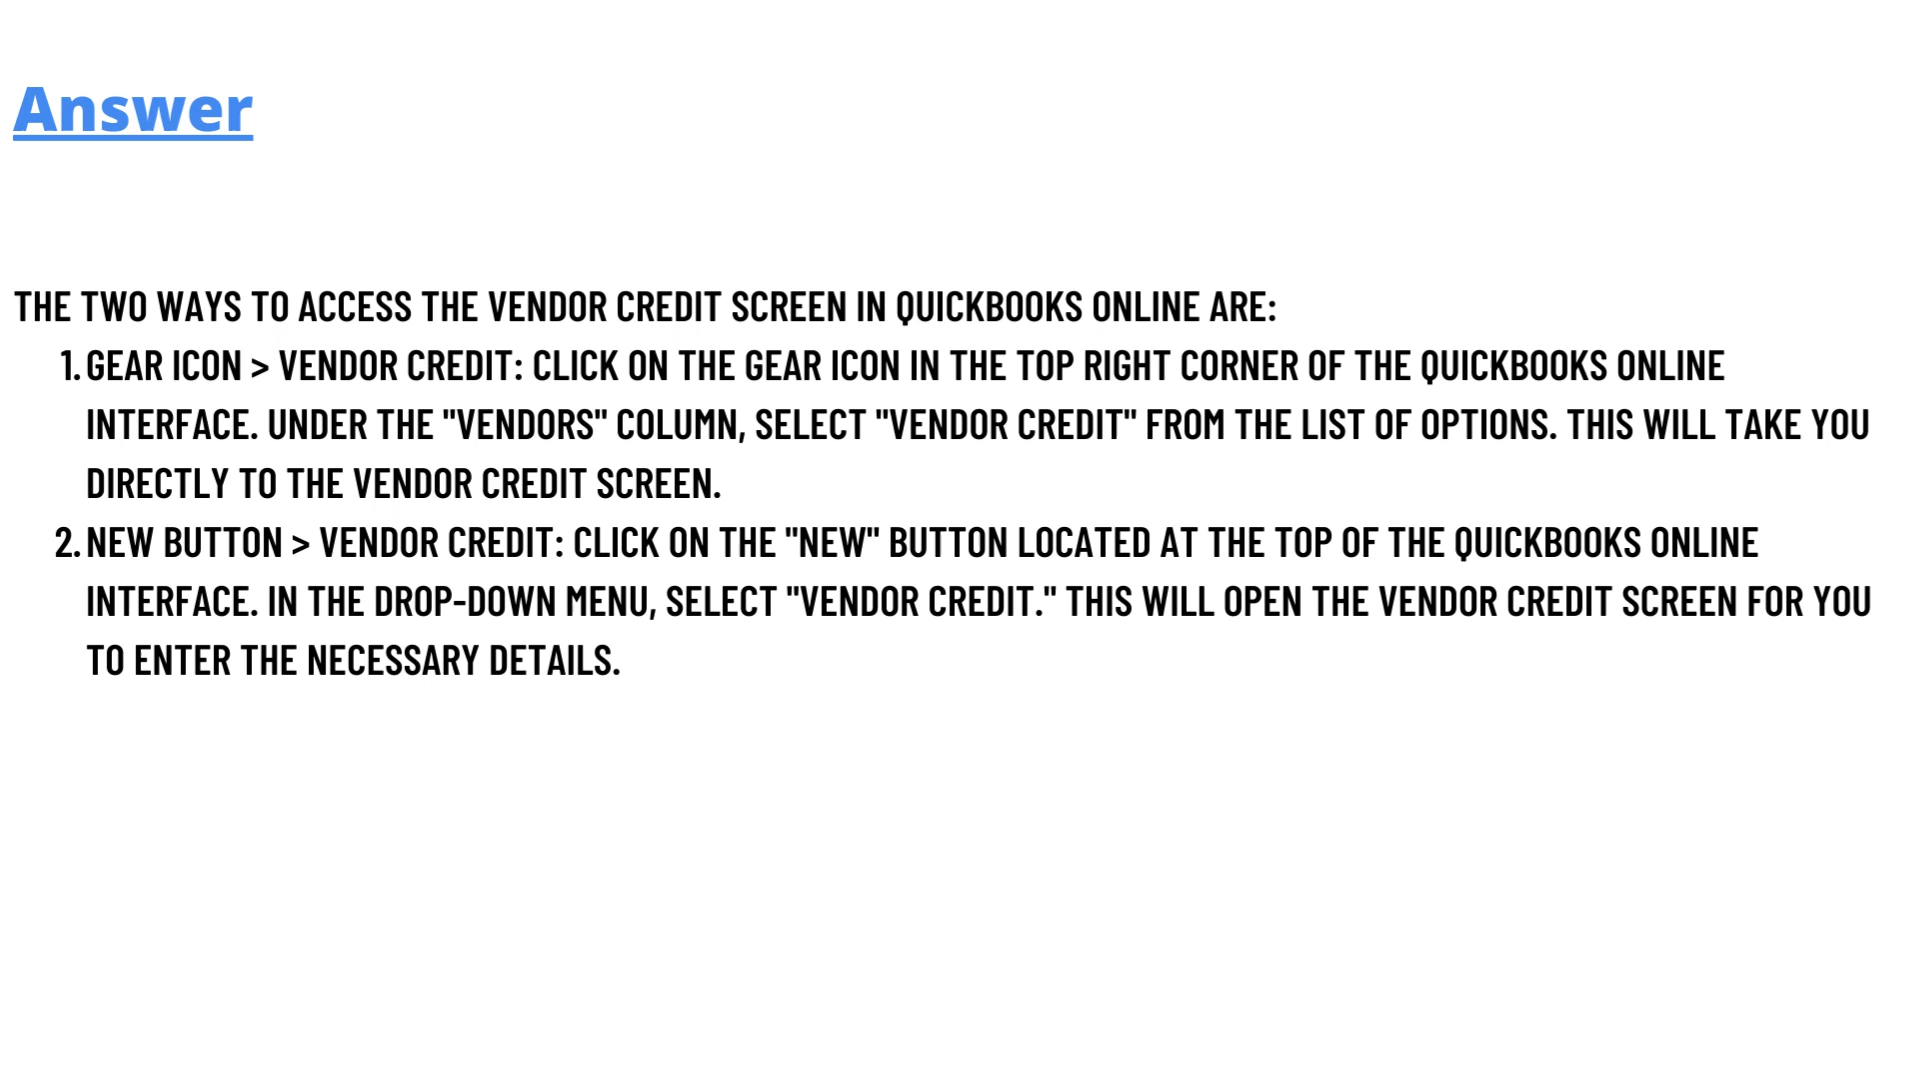 Answer
THE TWO WAYS TO ACCESS THE VENDOR CREDIT SCREEN IN QUICKBOOKS ONLINE ARE:
1. GEAR ICON > VENDOR CREDIT: CLICK ON THE GEAR ICON IN THE TOP RIGHT CORNER OF THE QUICKBOOKS ONLINE
INTERFACE. UNDER THE "VENDORS" COLUMN, SELECT "VENDOR CREDIT" FROM THE LIST OF OPTIONS. THIS WILL TAKE YOU
DIRECTLY TO THE VENDOR CREDIT SCREEN.
2. NEW BUTTON > VENDOR CREDIT: CLICK ON THE "NEW" BUTTON LOCATED AT THE TOP OF THE QUICKBOOKS ONLINE
INTERFACE. IN THE DROP-DOWN MENU, SELECT "VENDOR CREDIT." THIS WILL OPEN THE VENDOR CREDIT SCREEN FOR YOU
TO ENTER THE NECESSARY DETAILS.